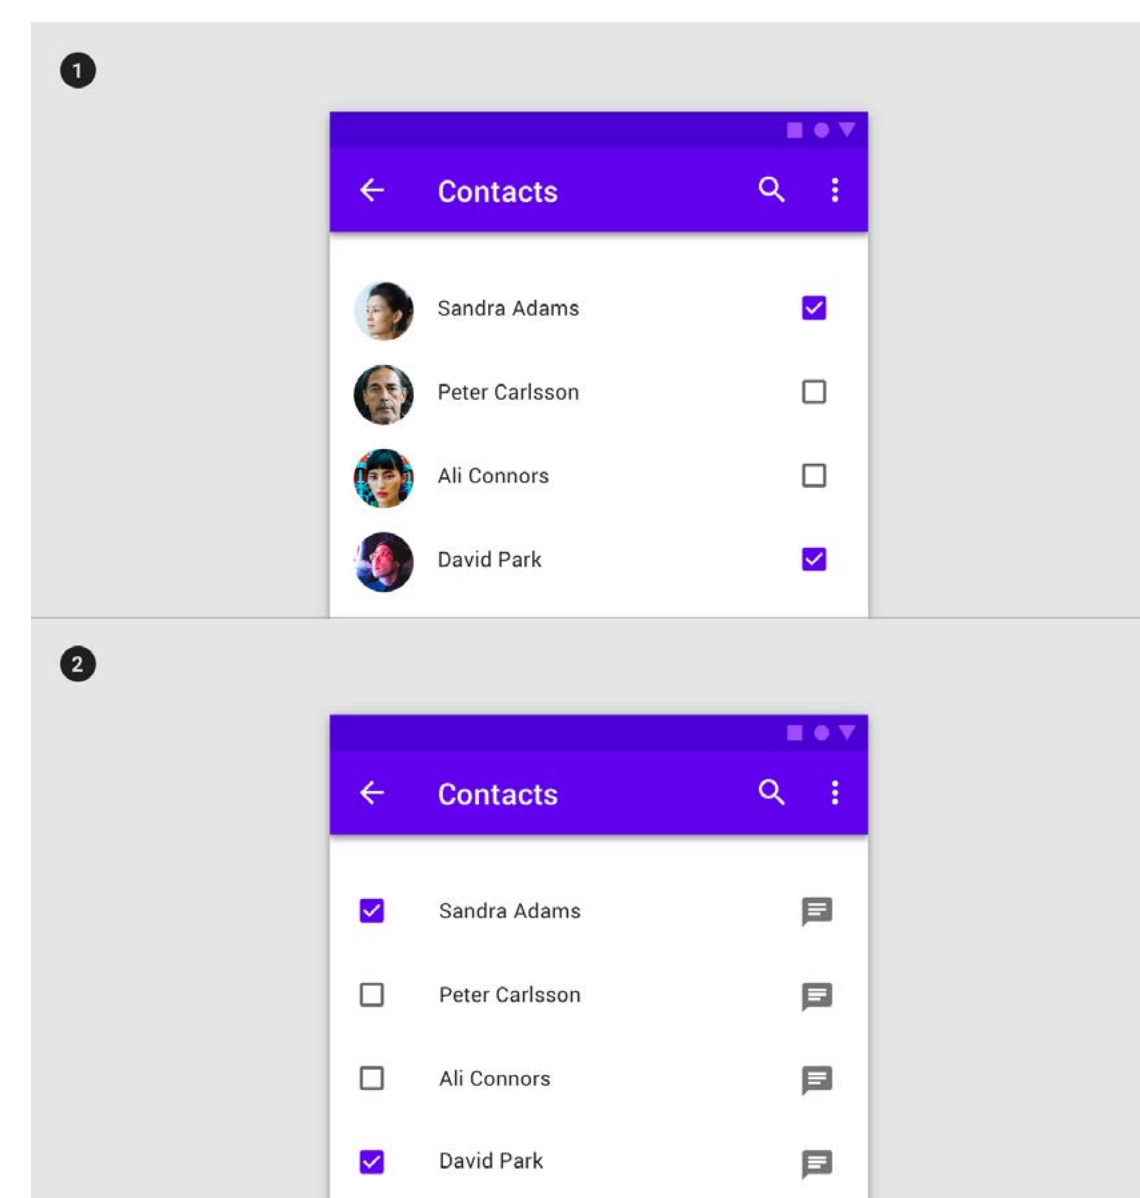 1
Contacts
Sandra Adams
Peter Carlsson
Ali Connors
David Park
2
Contacts
Sandra Adams
Peter Carlsson
Ali Connors
David Park